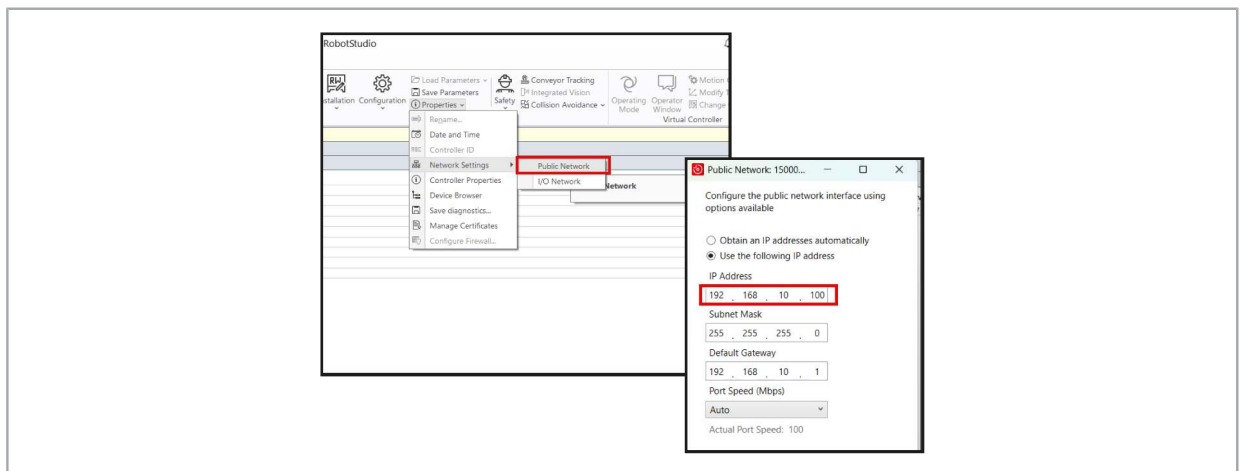 RobotStudio
Load Parameters
Conveyor Tracking
Motion
Save Parameters
Integrated Vision
Modify
Configuration
Properties
Safety
Collision Avoidance
Operating Mode
Operator Window
Change
Virtual Controller
Rename...
Date and Time
REC Controller ID
Network Settings
Public Network
Controller Properties
I/O Network
Network
Device Browser
Save diagnostics...
Manage Certificates
Configure Firewall...
Public Network: 15000...
Configure the public network interface using
options available
Obtain an IP addresses automatically
Use the following IP address
IP Address
192 . 168 . 10 . 100
Subnet Mask
255 . 255 . 255 . 0
Default Gateway
192 . 168 . 10 . 1
Port Speed (Mbps)
Auto
Actual Port Speed: 100